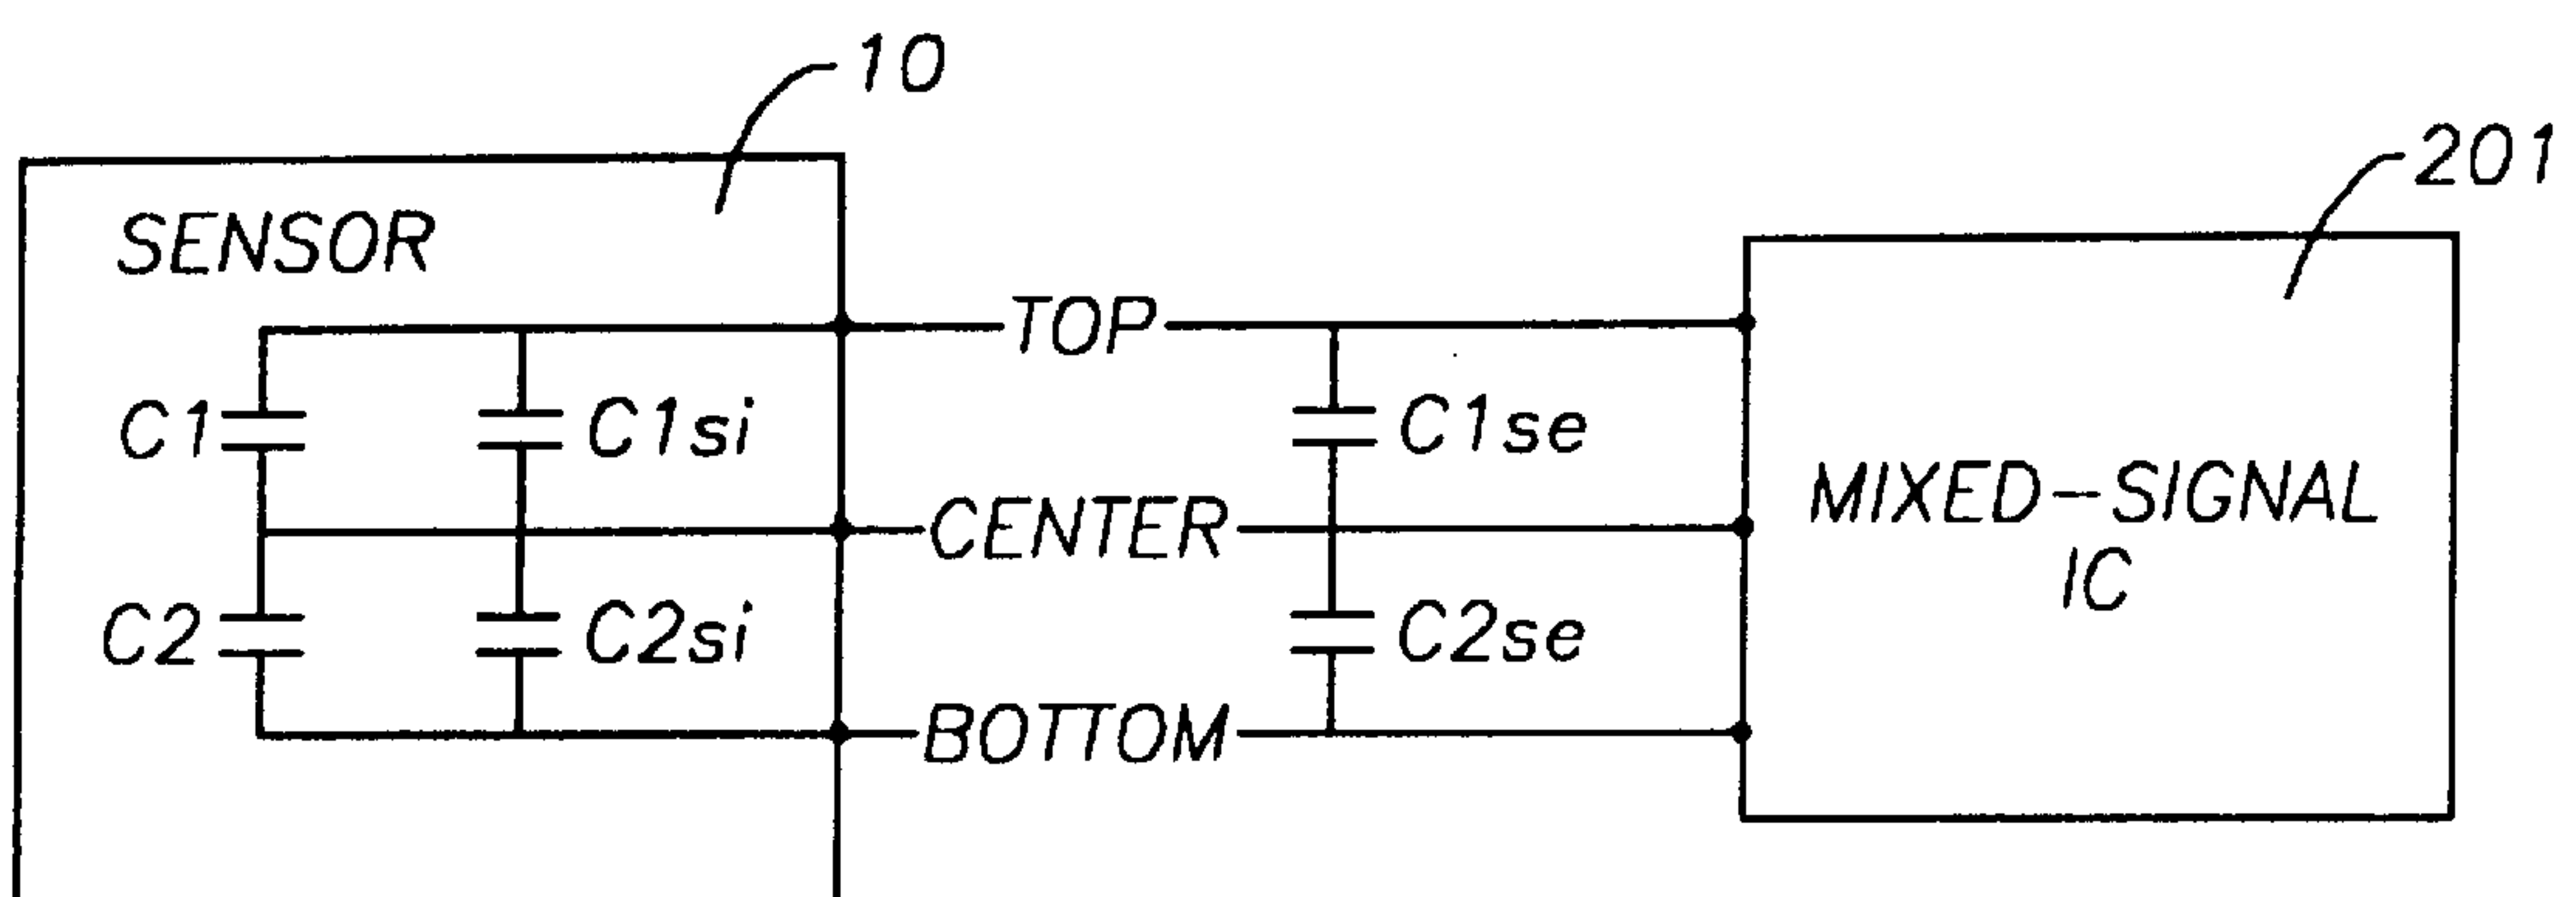 10
201
SENSOR
TOP
C1
C1si
C1se
CENTER
MIXED-SIGNAL
IC
C2
C2si
C2se
BOTTOM